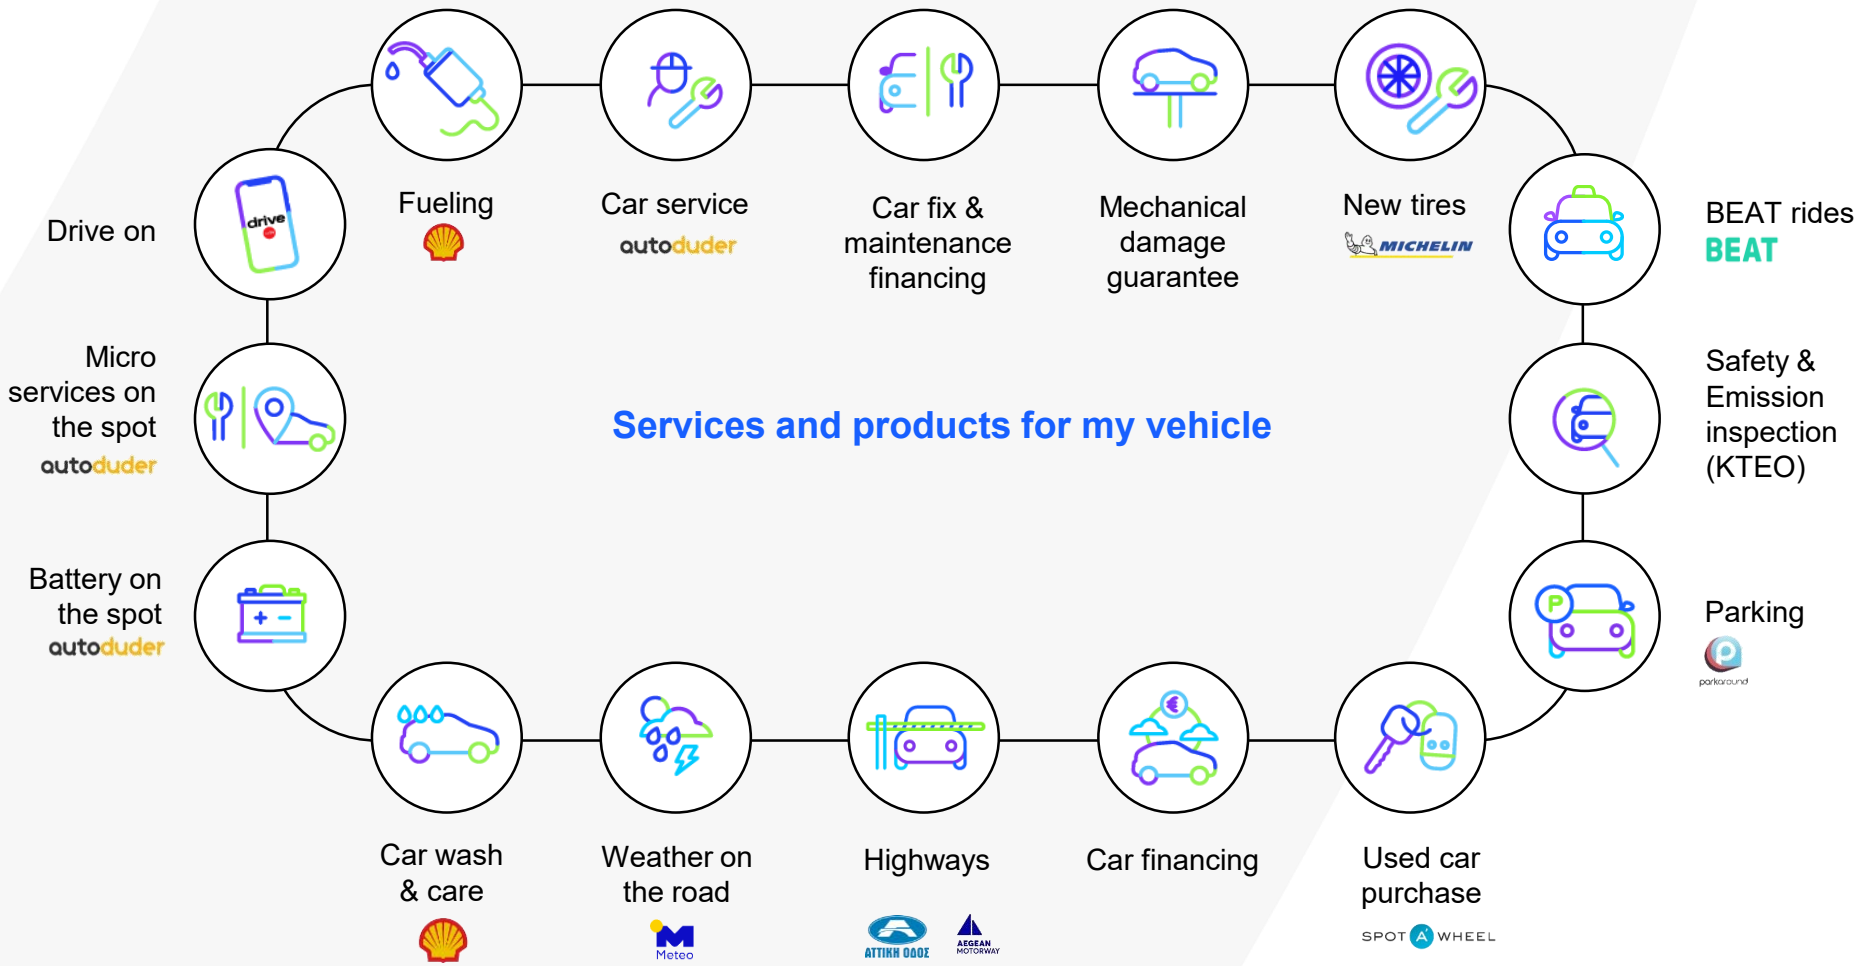 Fueling
Car service
autoduder
Car fix &
maintenance
financing
Mechanical
damage
guarantee
New tires
MICHELIN
drive
Drive on
BEAT rides
BEAT
Micro
services on
the spot
autoduder
Services and products for my vehicle
Safety &
Emission
inspection
(KTEO)
Battery on
the spot
autoduder
+ -
P
Parking
P
parkaround
€
Car wash
& care
Weather on
the road
M
Meteo
Highways
ΑΤΤΙΚΗ ΟΔΟΣ
AEGEAN
MOTORWAY
Car financing
Used car
purchase
SPOT A' WHEEL